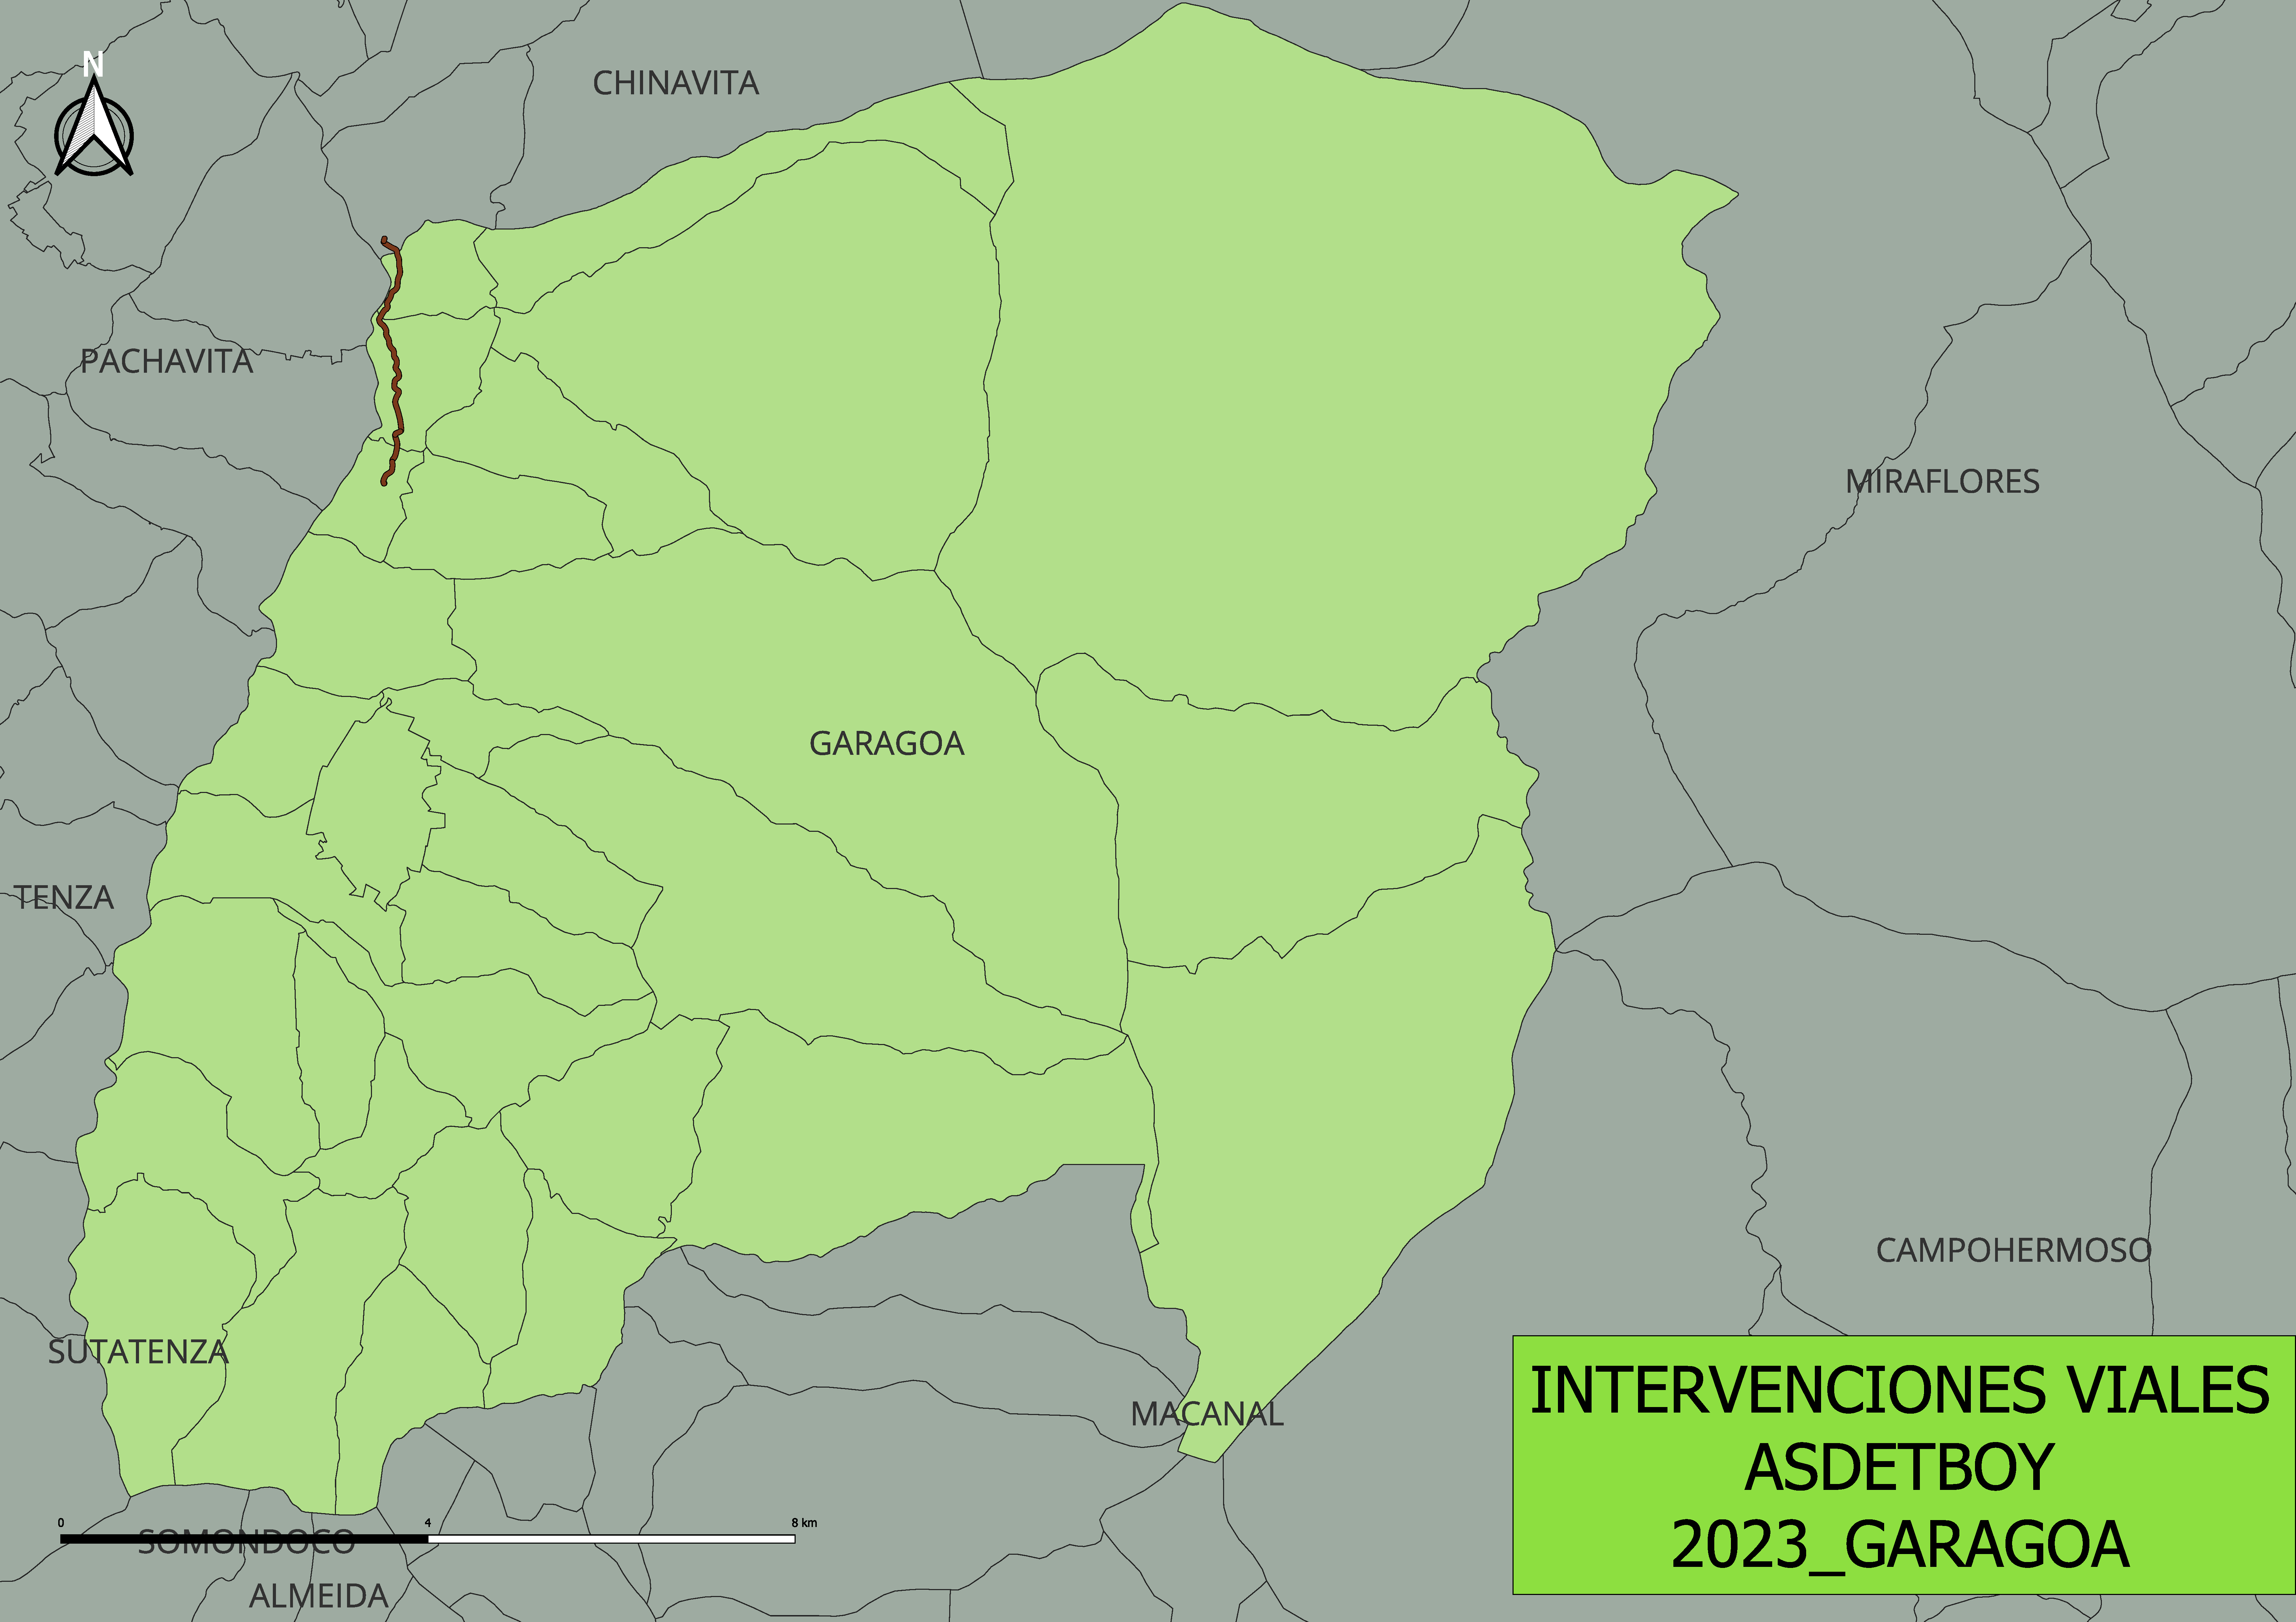 N
CHINAVITA
PACHAVITA
MIRAFLORES
GARAGOA
TENZA
CAMPOHERMOSO
SUTATENZA
MACANAL
INTERVENCIONES VIALES
ASDETBOY
2023_GARAGOA
0 4 8 km
SOMONDOCO
ALMEIDA